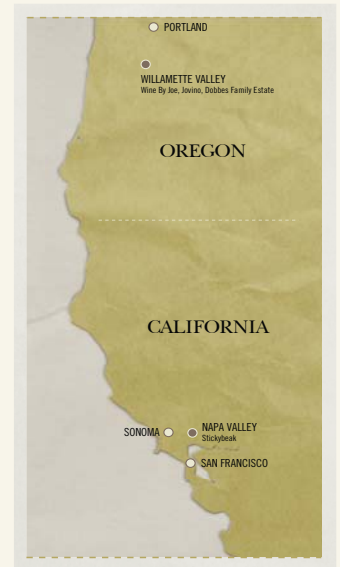 PORTLAND
WILLAMETTE VALLEY
Wine By Joe, Jovino, Dobbes Family Estate
OREGON
CALIFORNIA
SONOMA
NAPA VALLEY
Stickybeak
SAN FRANCISCO